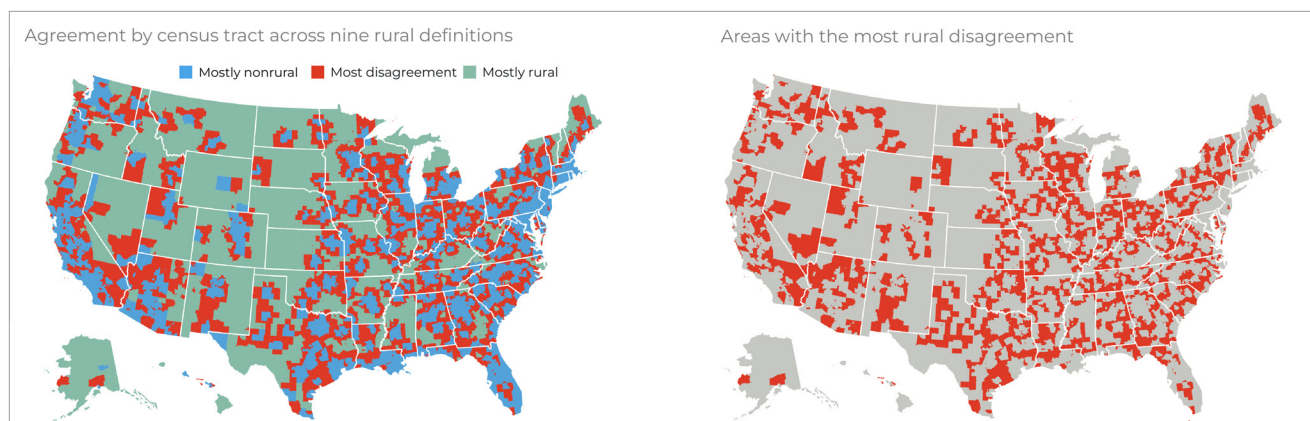 Agreement by census tract across nine rural definitions
Areas with the most rural disagreement
Mostly nonrural
Most disagreement
Mostly rural